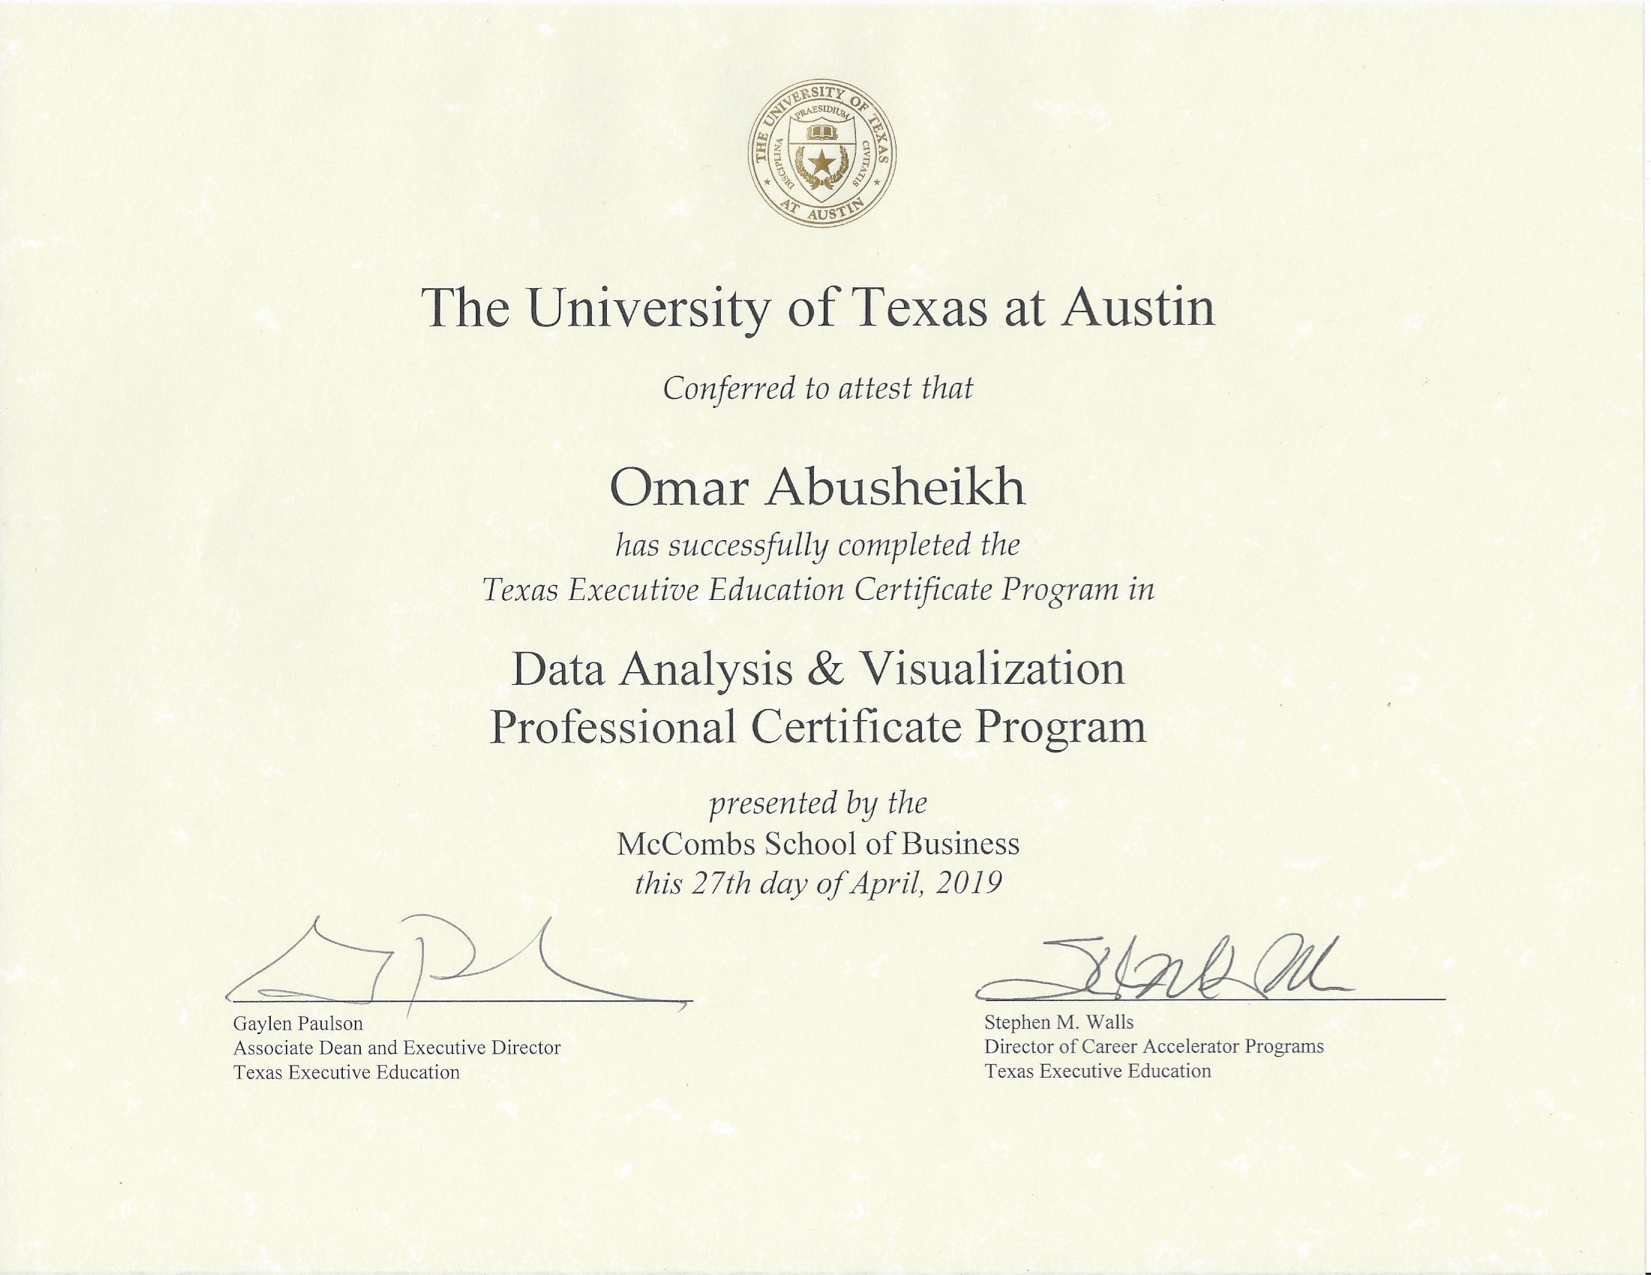 THE UNIVERSITY OF TEXAS
AT AUSTIN
PRAESIDIUM
DISCIPLINA
CIVITATIS
The University of Texas at Austin
Conferred to attest that
Omar Abusheikh
has successfully completed the
Texas Executive Education Certificate Program in
Data Analysis & Visualization
Professional Certificate Program
presented by the
McCombs School of Business
this 27th day of April, 2019
Gaylen Paulson
Associate Dean and Executive Director
Texas Executive Education
Stephen M. Walls
Director of Career Accelerator Programs
Texas Executive Education